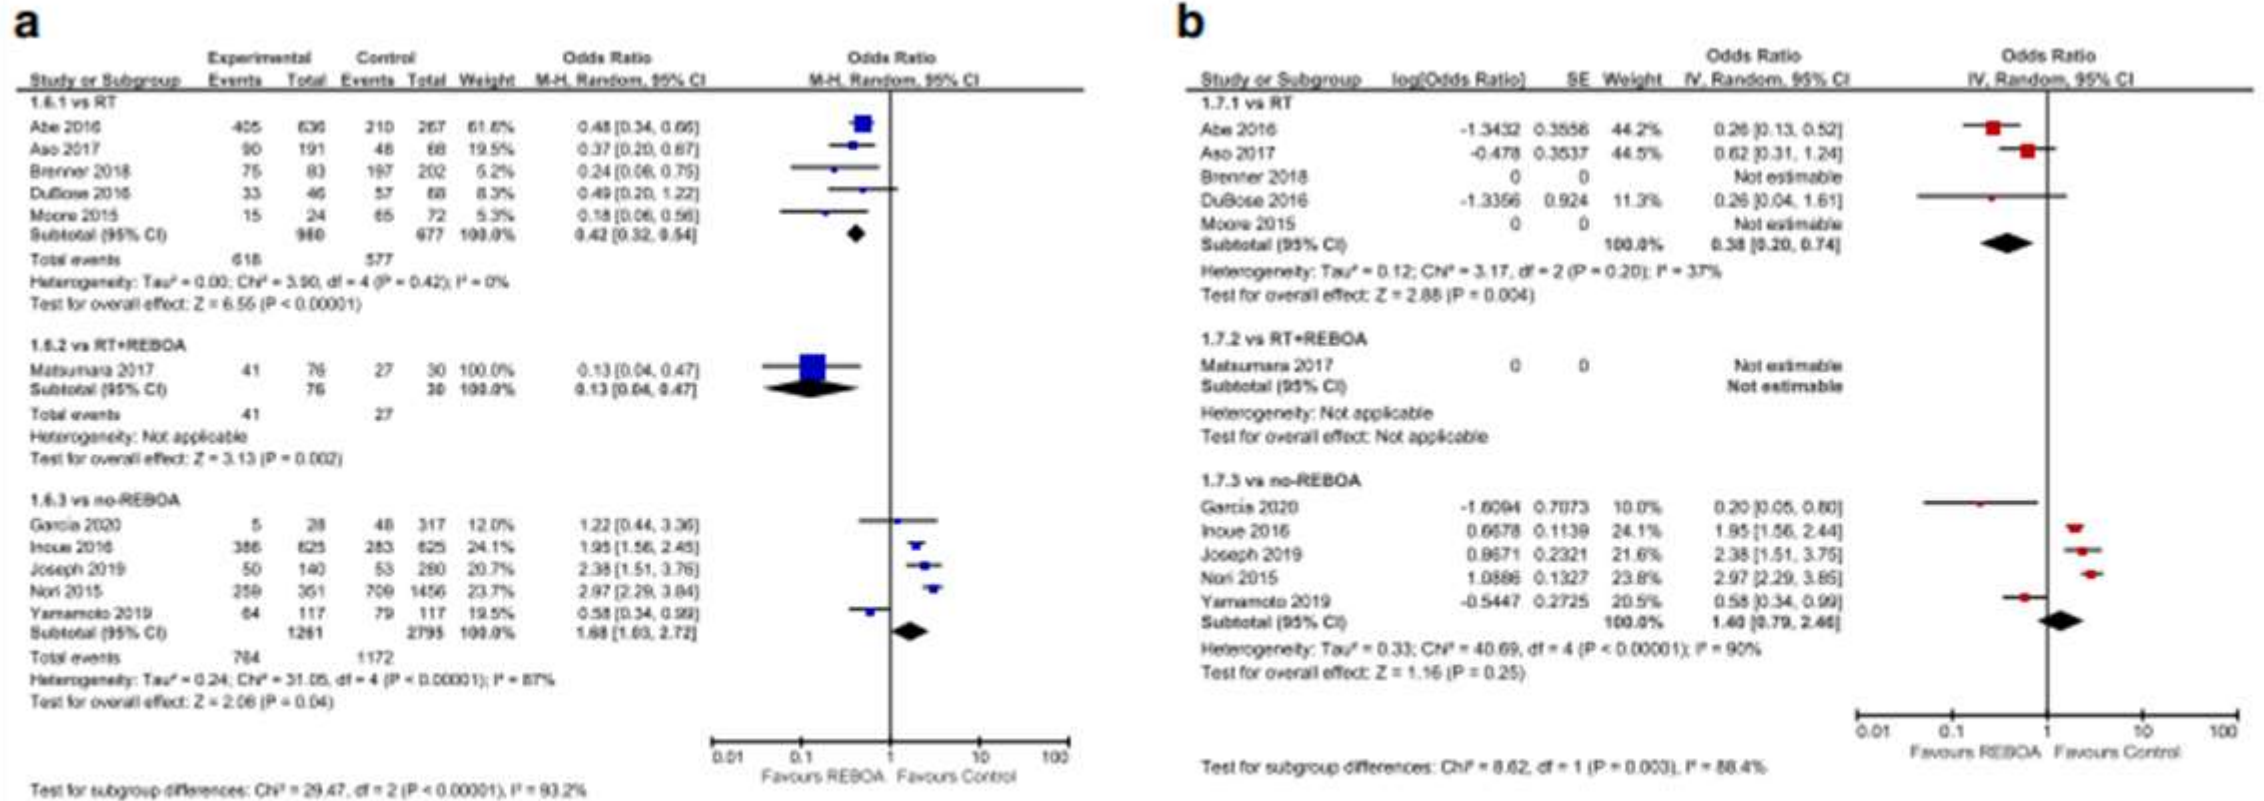 a
Experimental Control Odds Ratio Odds Ratio
Study or Subgroup Events Total Events Total Weight M-H, Random, 95% CI M-H, Random, 95% CI
1.6.1 vs RT
Abe 2016 405 636 210 267 61.6% 0.48 [0.34, 0.66]
Aso 2017 90 191 48 68 19.5% 0.37 [0.20, 0.67]
Brenner 2018 75 83 197 202 5.2% 0.24 [0.08, 0.75]
DuBose 2016 33 46 57 68 8.3% 0.49 [0.20, 1.22]
Moore 2015 15 24 65 72 5.3% 0.18 [0.06, 0.56]
Subtotal (95% CI) 980 677 100.0% 0.42 [0.32, 0.54]
Total events 618 577
Heterogeneity: Tau² = 0.00; Chi² = 3.90, df = 4 (P = 0.42); I² = 0%
Test for overall effect: Z = 6.55 (P < 0.00001)
1.6.2 vs RT+REBOA
Matsumara 2017 41 76 27 30 100.0% 0.13 [0.04, 0.47]
Subtotal (95% CI) 76 30 100.0% 0.13 [0.04, 0.47]
Total events 41 27
Heterogeneity: Not applicable
Test for overall effect: Z = 3.13 (P = 0.002)
1.6.3 vs no-REBOA
Garcia 2020 5 28 48 317 12.0% 1.22 [0.44, 3.36]
Inoue 2016 386 625 283 625 24.1% 1.95 [1.56, 2.45]
Joseph 2019 50 140 53 280 20.7% 2.38 [1.51, 3.76]
Nori 2015 259 351 709 1456 23.7% 2.97 [2.29, 3.84]
Yamamoto 2019 64 117 79 117 19.5% 0.58 [0.34, 0.99]
Subtotal (95% CI) 1261 2795 100.0% 1.68 [1.03, 2.72]
Total events 764 1172
Heterogeneity: Tau² = 0.24; Chi² = 31.05, df = 4 (P < 0.00001); I² = 87%
Test for overall effect: Z = 2.08 (P = 0.04)
0.01 0.1 1 10 100
Favours REBOA Favours Control
Test for subgroup differences: Chi² = 29.47, df = 2 (P < 0.00001), I² = 93.2%
b
Odds Ratio Odds Ratio
Study or Subgroup log[Odds Ratio] SE Weight IV, Random, 95% CI IV, Random, 95% CI
1.7.1 vs RT
Abe 2016 -1.3432 0.3556 44.2% 0.26 [0.13, 0.52]
Aso 2017 -0.478 0.3537 44.5% 0.62 [0.31, 1.24]
Brenner 2018 0 0 Not estimable
DuBose 2016 -1.3356 0.924 11.3% 0.26 [0.04, 1.61]
Moore 2015 0 0 Not estimable
Subtotal (95% CI) 100.0% 0.38 [0.20, 0.74]
Heterogeneity: Tau² = 0.12; Chi² = 3.17, df = 2 (P = 0.20); I² = 37%
Test for overall effect: Z = 2.88 (P = 0.004)
1.7.2 vs RT+REBOA
Matsumara 2017 0 0 Not estimable
Subtotal (95% CI) Not estimable
Heterogeneity: Not applicable
Test for overall effect: Not applicable
1.7.3 vs no-REBOA
Garcia 2020 -1.6094 0.7073 10.0% 0.20 [0.05, 0.80]
Inoue 2016 0.6678 0.1139 24.1% 1.95 [1.56, 2.44]
Joseph 2019 0.8671 0.2321 21.6% 2.38 [1.51, 3.75]
Nori 2015 1.0886 0.1327 23.8% 2.97 [2.29, 3.85]
Yamamoto 2019 -0.5447 0.2725 20.5% 0.58 [0.34, 0.99]
Subtotal (95% CI) 100.0% 1.40 [0.79, 2.46]
Heterogeneity: Tau² = 0.33; Chi² = 40.69, df = 4 (P < 0.00001); I² = 90%
Test for overall effect: Z = 1.16 (P = 0.25)
0.01 0.1 1 10 100
Favours REBOA Favours Control
Test for subgroup differences: Chi² = 8.62, df = 1 (P = 0.003), I² = 88.4%